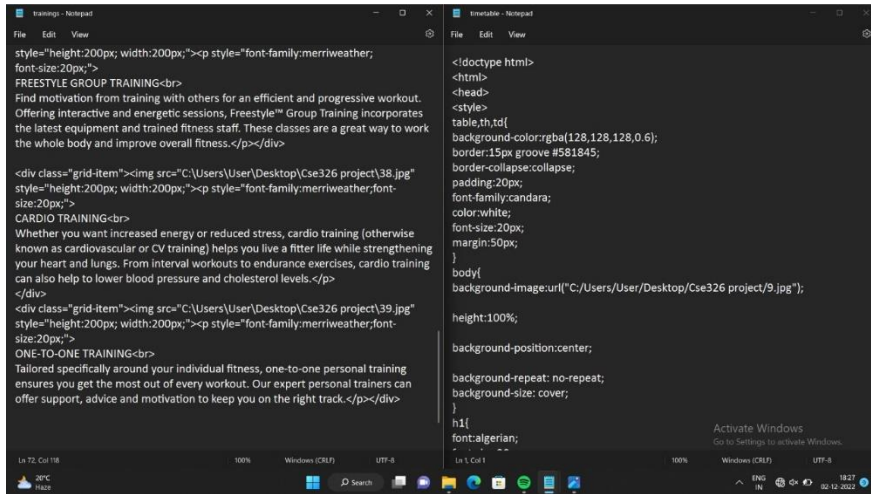 trainings - Notepad
File Edit View
style="height:200px; width:200px;"><p style="font-family:merriweather;
font-size:20px;">
FREESTYLE GROUP TRAINING<br>
Find motivation from training with others for an efficient and progressive workout.
Offering interactive and energetic sessions, Freestyle™ Group Training incorporates
the latest equipment and trained fitness staff. These classes are a great way to work
the whole body and improve overall fitness.</p></div>
<div class="grid-item"><img src="C:\Users\User\Desktop\Cse326 project\38.jpg"
style="height:200px; width:200px;"><p style="font-family:merriweather;font-
size:20px;">
CARDIO TRAINING<br>
Whether you want increased energy or reduced stress, cardio training (otherwise
known as cardiovascular or CV training) helps you live a fitter life while strengthening
your heart and lungs. From interval workouts to endurance exercises, cardio training
can also help to lower blood pressure and cholesterol levels.</p>
</div>
<div class="grid-item"><img src="C:\Users\User\Desktop\Cse326 project\39.jpg"
style="height:200px; width:200px;"><p style="font-family:merriweather;font-
size:20px;">
ONE-TO-ONE TRAINING<br>
Tailored specifically around your individual fitness, one-to-one personal training
ensures you get the most out of every workout. Our expert personal trainers can
offer support, advice and motivation to keep you on the right track.</p></div>
Ln 72, Col 118 100% Windows (CRLF) UTF-8
timetable - Notepad
File Edit View
<!doctype html>
<html>
<head>
<style>
table,th,td{
background-color:rgba(128,128,128,0.6);
border:15px groove #581845;
border-collapse:collapse;
padding:20px;
font-family:candara;
color:white;
font-size:20px;
margin:50px;
}
body{
background-image:url("C:/Users/User/Desktop/Cse326 project/9.jpg");
height:100%;
background-position:center;
background-repeat: no-repeat;
background-size: cover;
}
h1{
font:algerian;
Activate Windows
Go to Settings to activate Windows.
Ln 1, Col 1 100% Windows (CRLF) UTF-8
20°C
Haze
Search
ENG
IN
18:27
02-12-2022